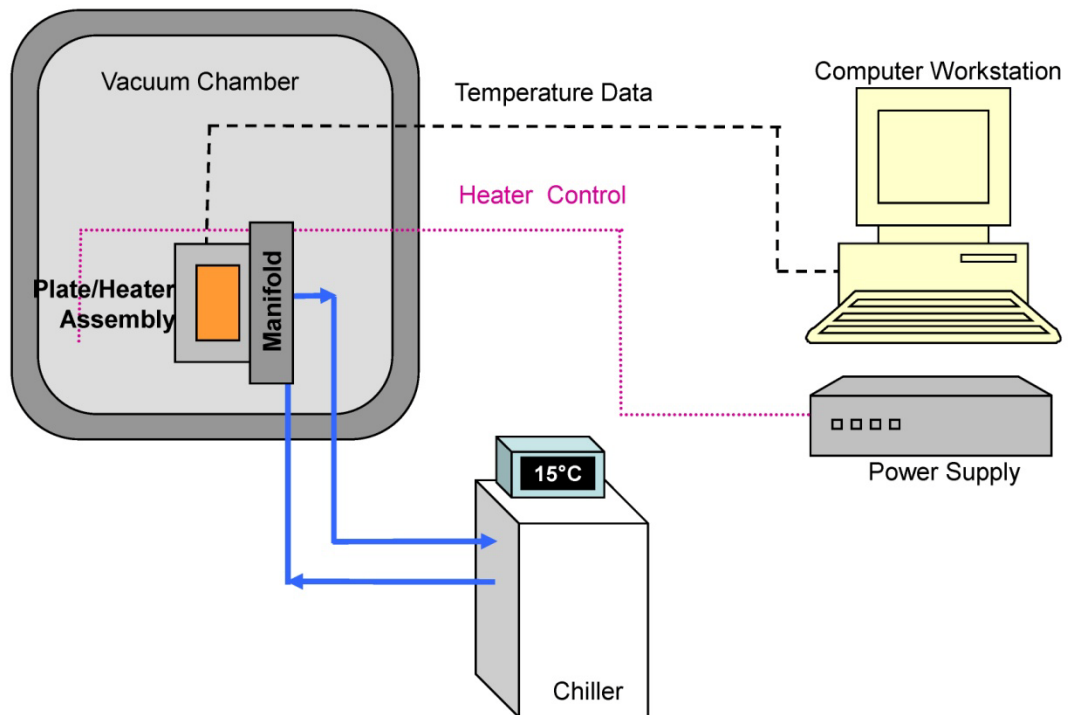 Vacuum Chamber
Temperature Data
Computer Workstation
Heater Control
Plate/Heater
Assembly
Manifold
15°C
Power Supply
Chiller